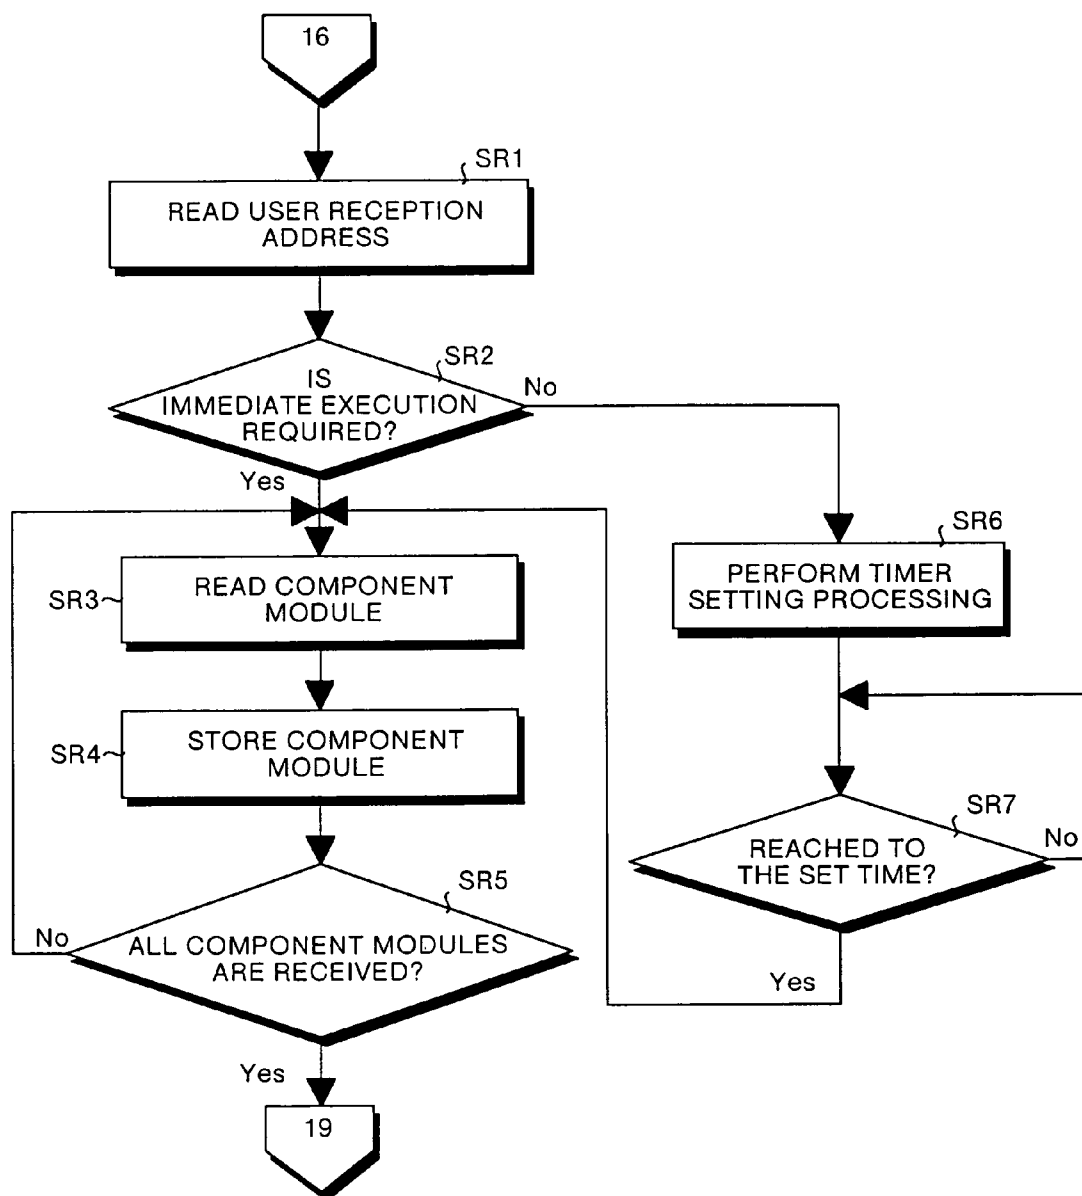 16
SR1
READ USER RECEPTION
ADDRESS
SR2
IS
IMMEDIATE EXECUTION
REQUIRED?
No
Yes
SR6
PERFORM TIMER
SETTING PROCESSING
SR3
READ COMPONENT
MODULE
SR4
STORE COMPONENT
MODULE
SR7
REACHED TO
THE SET TIME?
No
Yes
SR5
ALL COMPONENT MODULES
ARE RECEIVED?
No
Yes
19